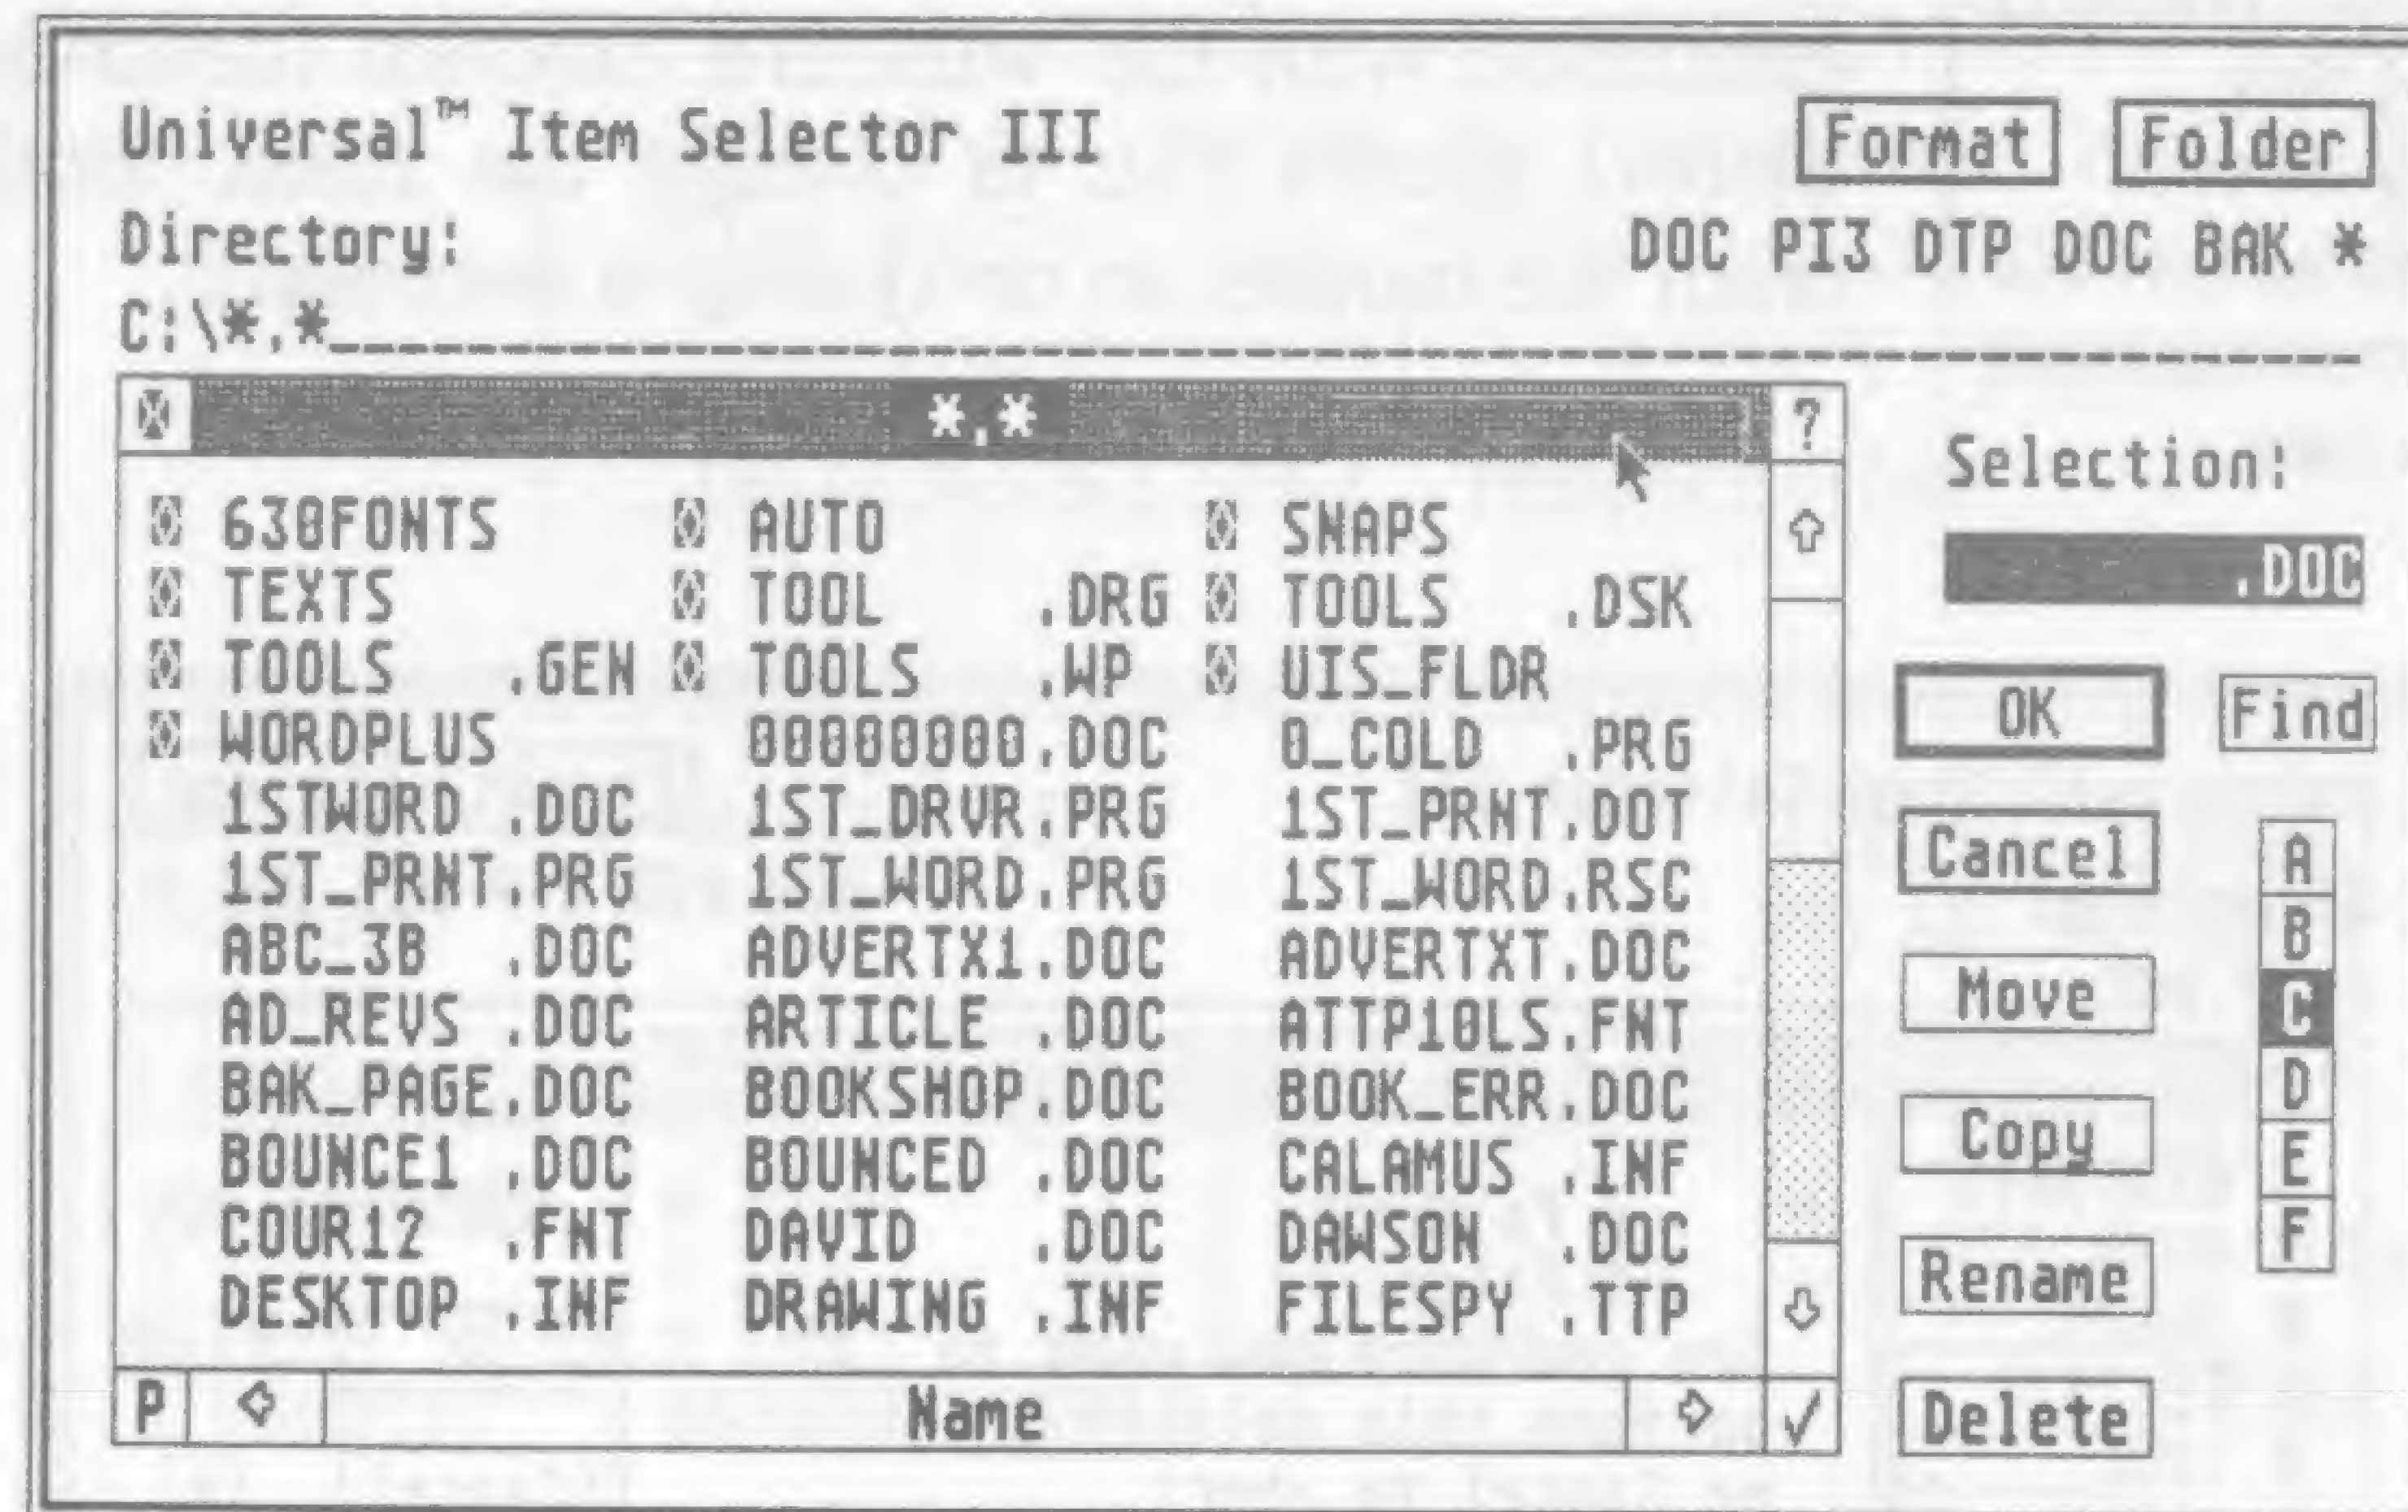 Universal™ Item Selector III
Format Folder
Directory:
DOC PI3 DTP DOC BAK *
C:\*.*
*.* ?
Selection:
.DOC
630FONTS AUTO SNAPS
TEXTS TOOL .DRG TOOLS .DSK
TOOLS .GEN TOOLS .WP UIS_FLDR
WORDPLUS 00000000.DOC 0_COLD .PRG
1STWORD .DOC 1ST_DRVR.PRG 1ST_PRNT.DOT
1ST_PRNT.PRG 1ST_WORD.PRG 1ST_WORD.RSC
ABC_3B .DOC ADVERTX1.DOC ADVERTXT.DOC
AD_REVS .DOC ARTICLE .DOC ATTP10LS.FNT
BAK_PAGE.DOC BOOKSHOP.DOC BOOK_ERR.DOC
BOUNCE1 .DOC BOUNCED .DOC CALAMUS .INF
COUR12 .FNT DAVID .DOC DAWSON .DOC
DESKTOP .INF DRAWING .INF FILESPY .TTP
P Name
OK Find
Cancel
Move
Copy
Rename
Delete
A
B
C
D
E
F